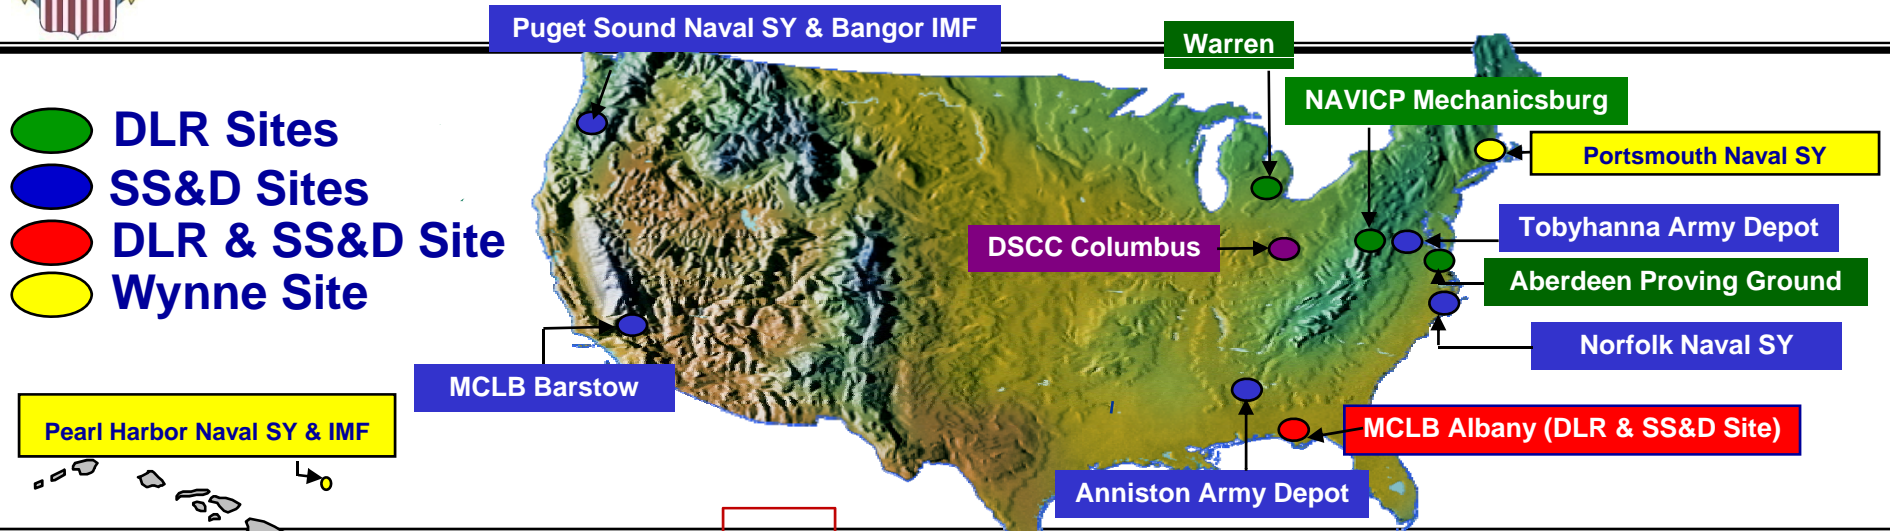 Puget Sound Naval SY & Bangor IMF
Warren
NAVICP Mechanicsburg
DLR Sites
SS&D Sites
DLR & SS&D Site
Wynne Site
Portsmouth Naval SY
Tobyhanna Army Depot
DSCC Columbus
Aberdeen Proving Ground
Norfolk Naval SY
MCLB Barstow
Pearl Harbor Naval SY & IMF
MCLB Albany (DLR & SS&D Site)
Anniston Army Depot